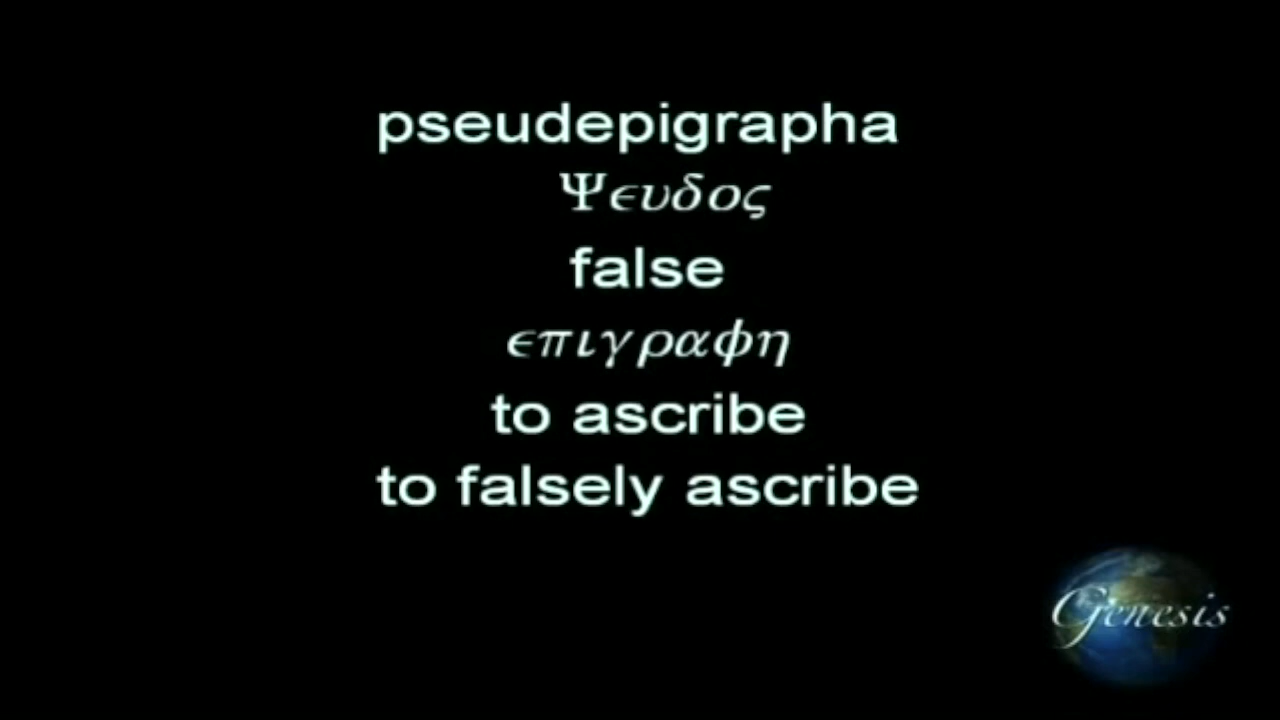 pseudepigrapha
Ψευδος
false
επιγραφη
to ascribe
to falsely ascribe
Genesis